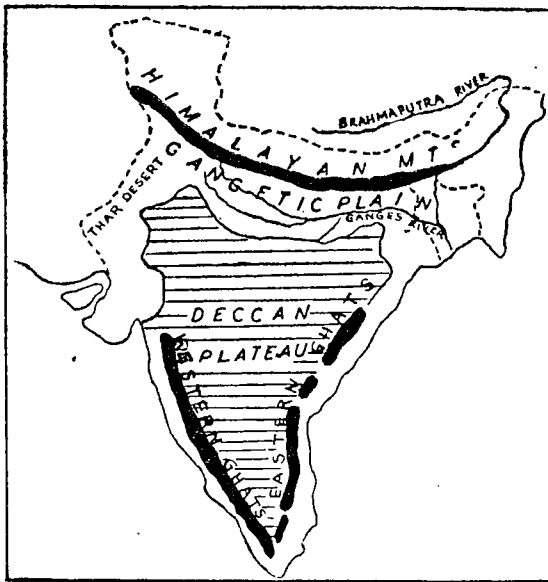 HIMALAYAN MTS
BRAHMAPUTRA RIVER
GANGETIC PLAIN
THAR DESERT
GANGES RIVER
DECCAN
PLATEAU
WESTERN GHATS
EASTERN GHATS